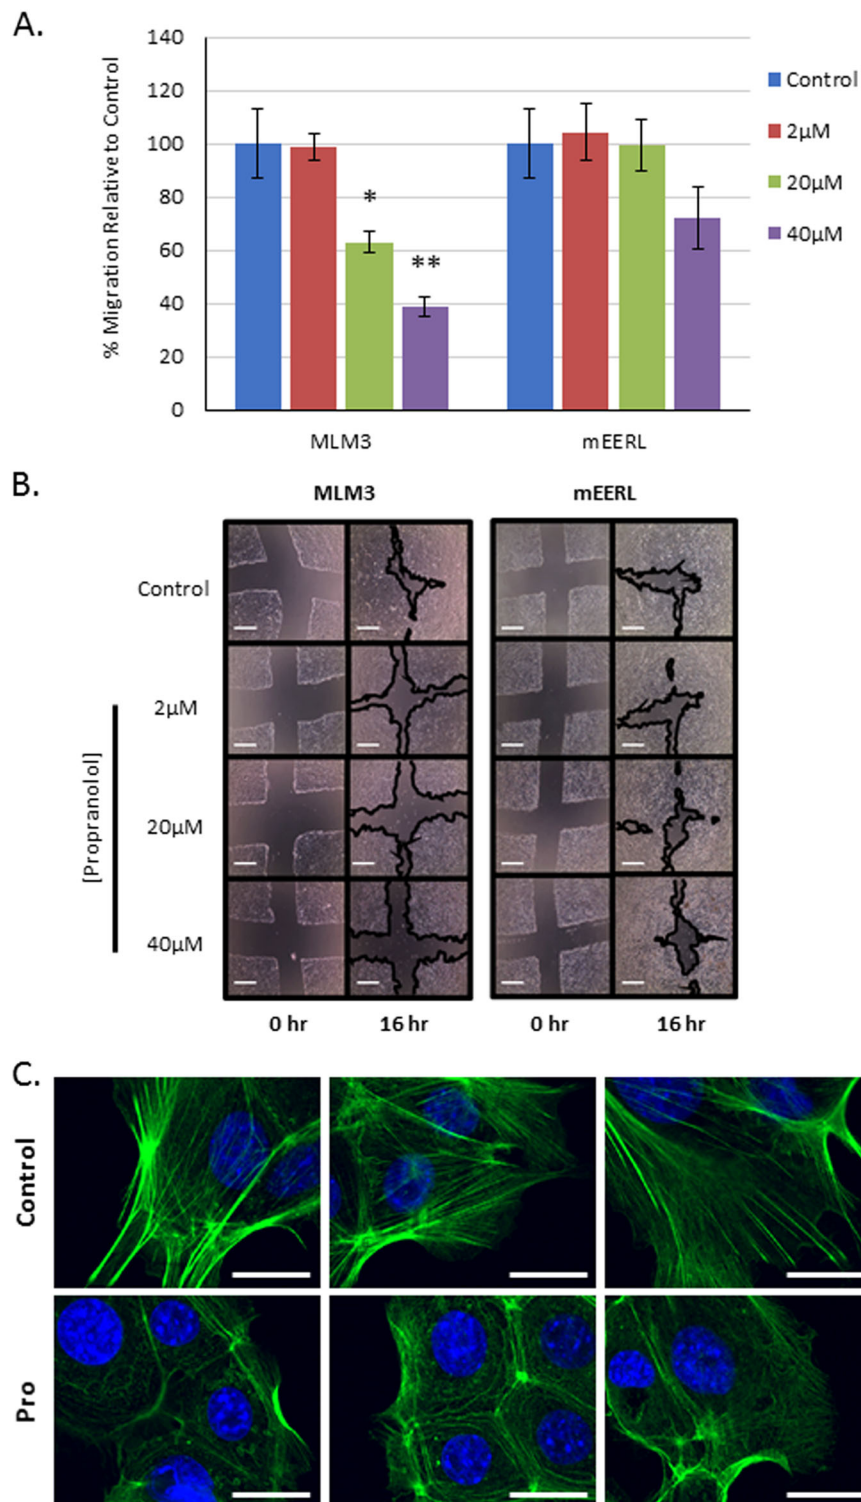 A.
% Migration Relative to Control
140
120
100
80
60
40
20
0
*
**
MLM3
mEERL
Control
2µM
20µM
40µM
B.
MLM3
mEERL
Control
2µM
20µM
40µM
[Propranolol]
0 hr
16 hr
0 hr
16 hr
C.
Control
Pro